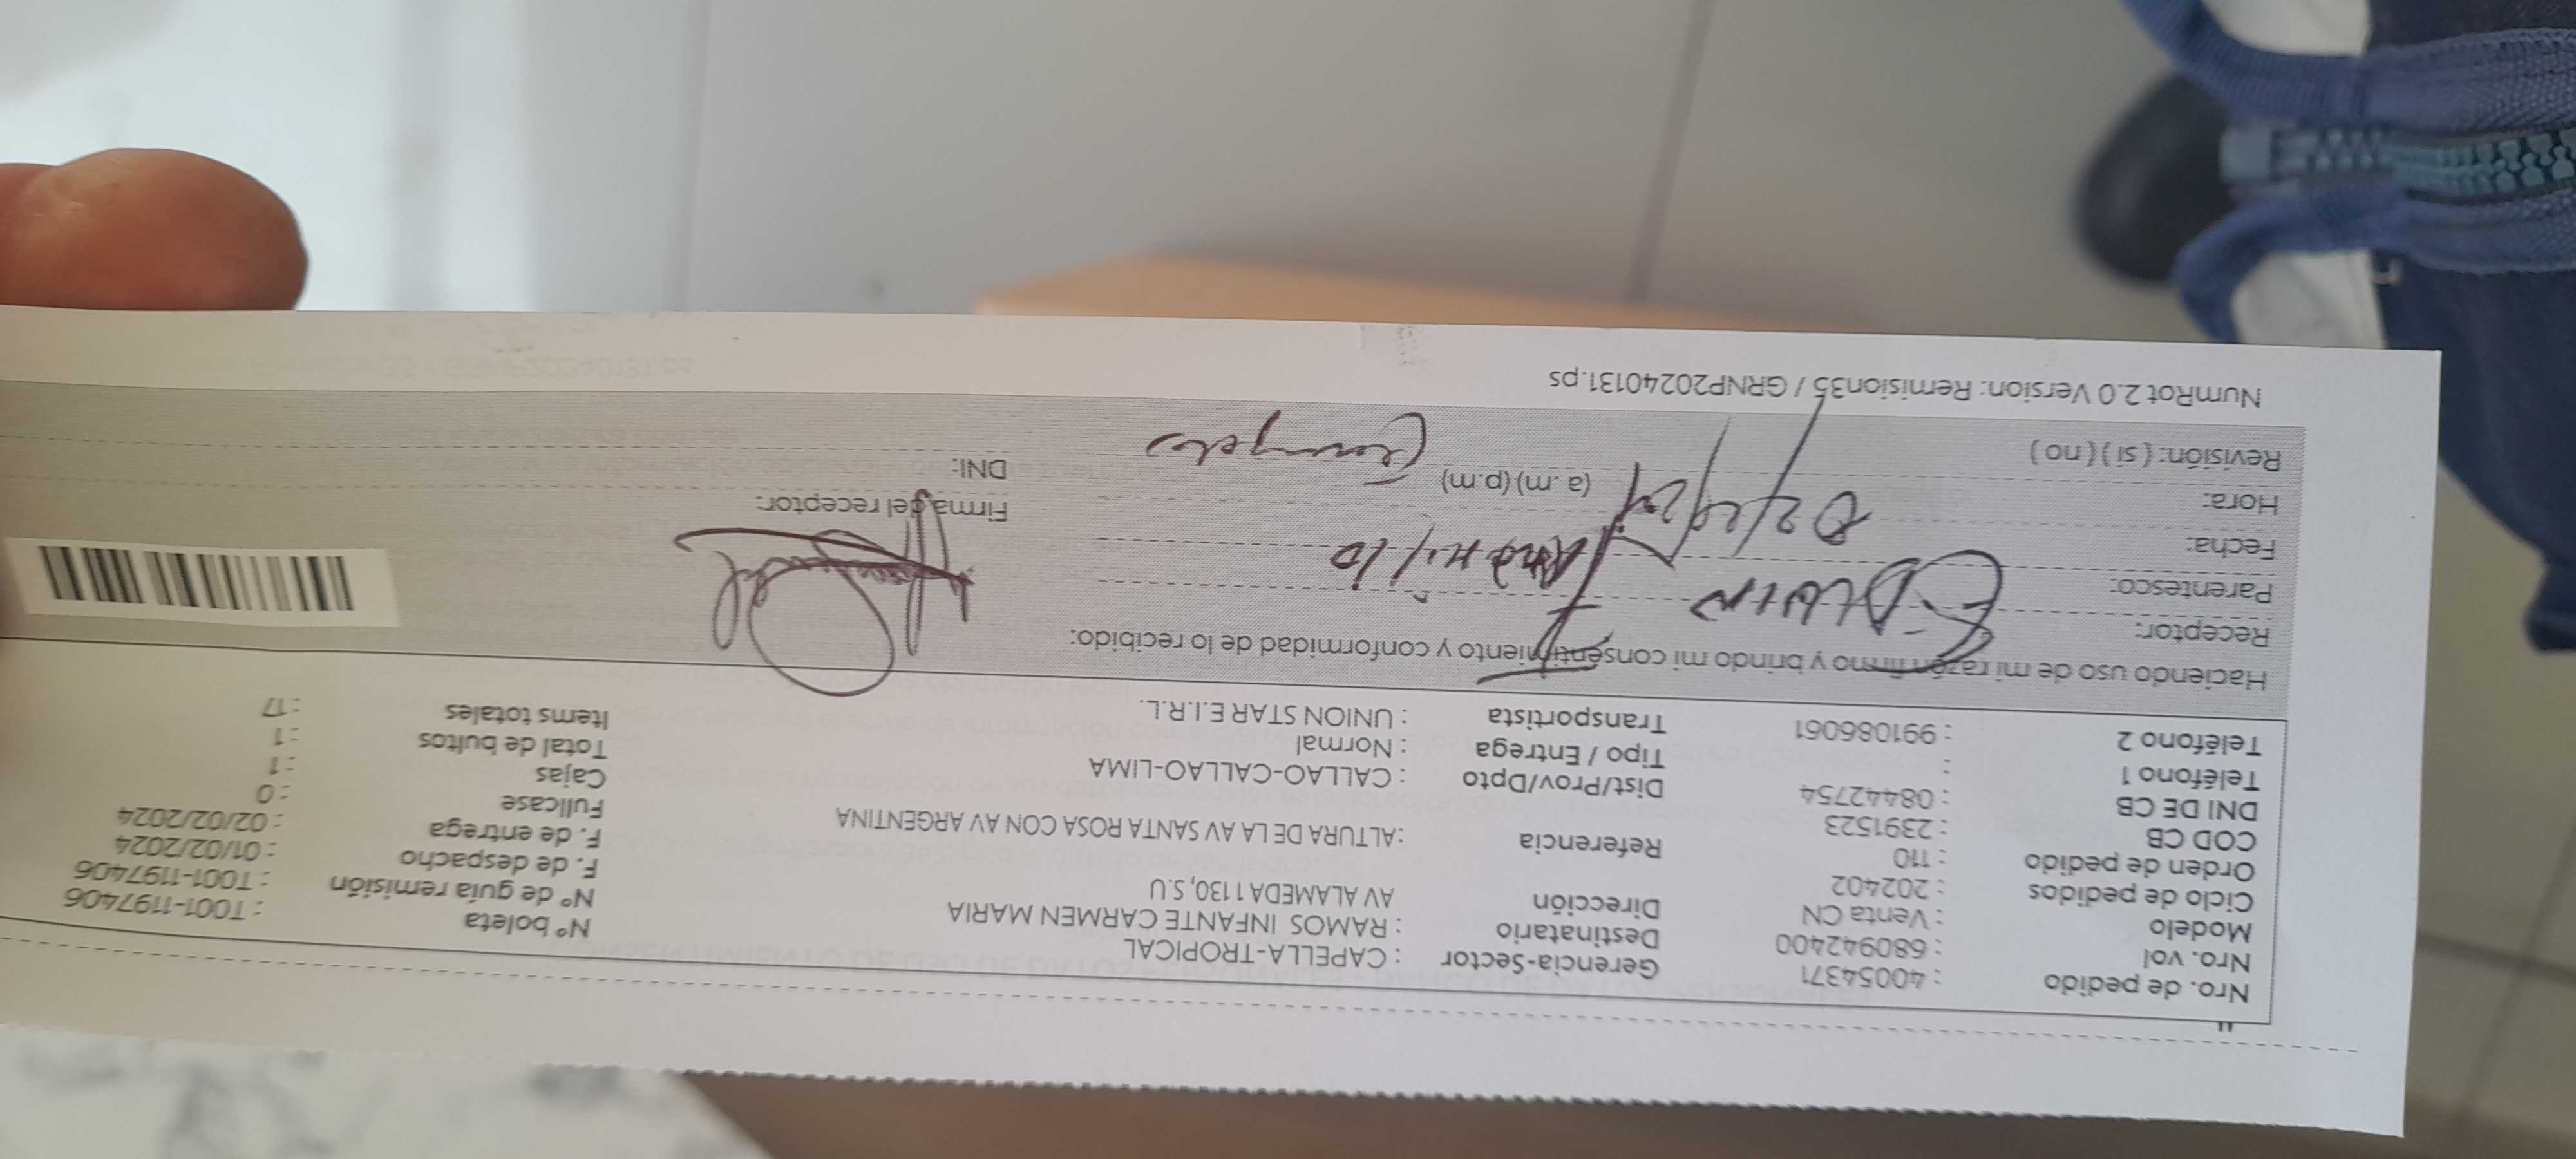 Nro. de pedido : 40054371 Gerencia-Sector : CAPELLA-TROPICAL Nº boleta : T001-1197406
Nro. vol : 680942400 Destinatario : RAMOS INFANTE CARMEN MARIA Nº de guía remisión : T001-1197406
Modelo : Venta CN Dirección AV ALAMEDA 1130, S.U F. de despacho : 01/02/2024
Ciclo de pedidos : 202402 F. de entrega : 02/02/2024
Orden de pedido : 110 Referencia :ALTURA DE LA AV SANTA ROSA CON AV ARGENTINA Fullcase : 0
COD CB : 2391523 Cajas : 1
DNI DE CB : 08442754 Dist/Prov/Dpto : CALLAO-CALLAO-LIMA Total de bultos : 1
Teléfono 1 : Tipo / Entrega : Normal Items totales : 17
Teléfono 2 : 991086061 Transportista : UNION STAR E.I.R.L.
Haciendo uso de mi razón firmo y brindo mi consentimiento y conformidad de lo recibido:
Receptor: EDWIN
Parentesco:
Fecha: Firma del receptor:
Hora: (a .m) (p.m) DNI:
Revisión: ( sí ) ( no )
NumRot 2.0 Version: Remision35 / GRNP20240131.ps